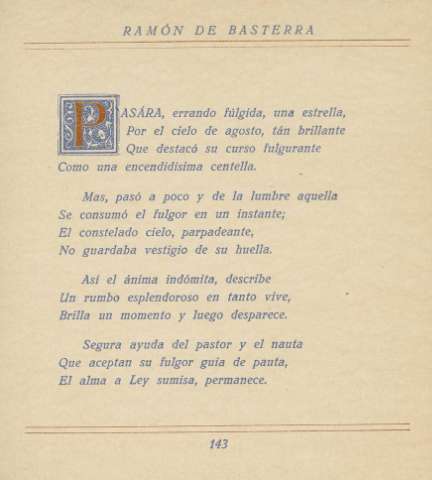 RAMÓN DE BASTERRA
PASÁRA, errando fúlgida, una estrella,
Por el cielo de agosto, tán brillante
Que destacó su curso fulgurante
Como una encendidísima centella.
Mas, pasó a poco y de la lumbre aquella
Se consumó el fulgor en un instante;
El constelado cielo, parpadeante,
No guardaba vestigio de su huella.
Así el ánima indómita, describe
Un rumbo esplendoroso en tanto vive,
Brilla un momento y luego desparece.
Segura ayuda del pastor y el nauta
Que aceptan su fulgor guía de pauta,
El alma a Ley sumisa, permanece.
143